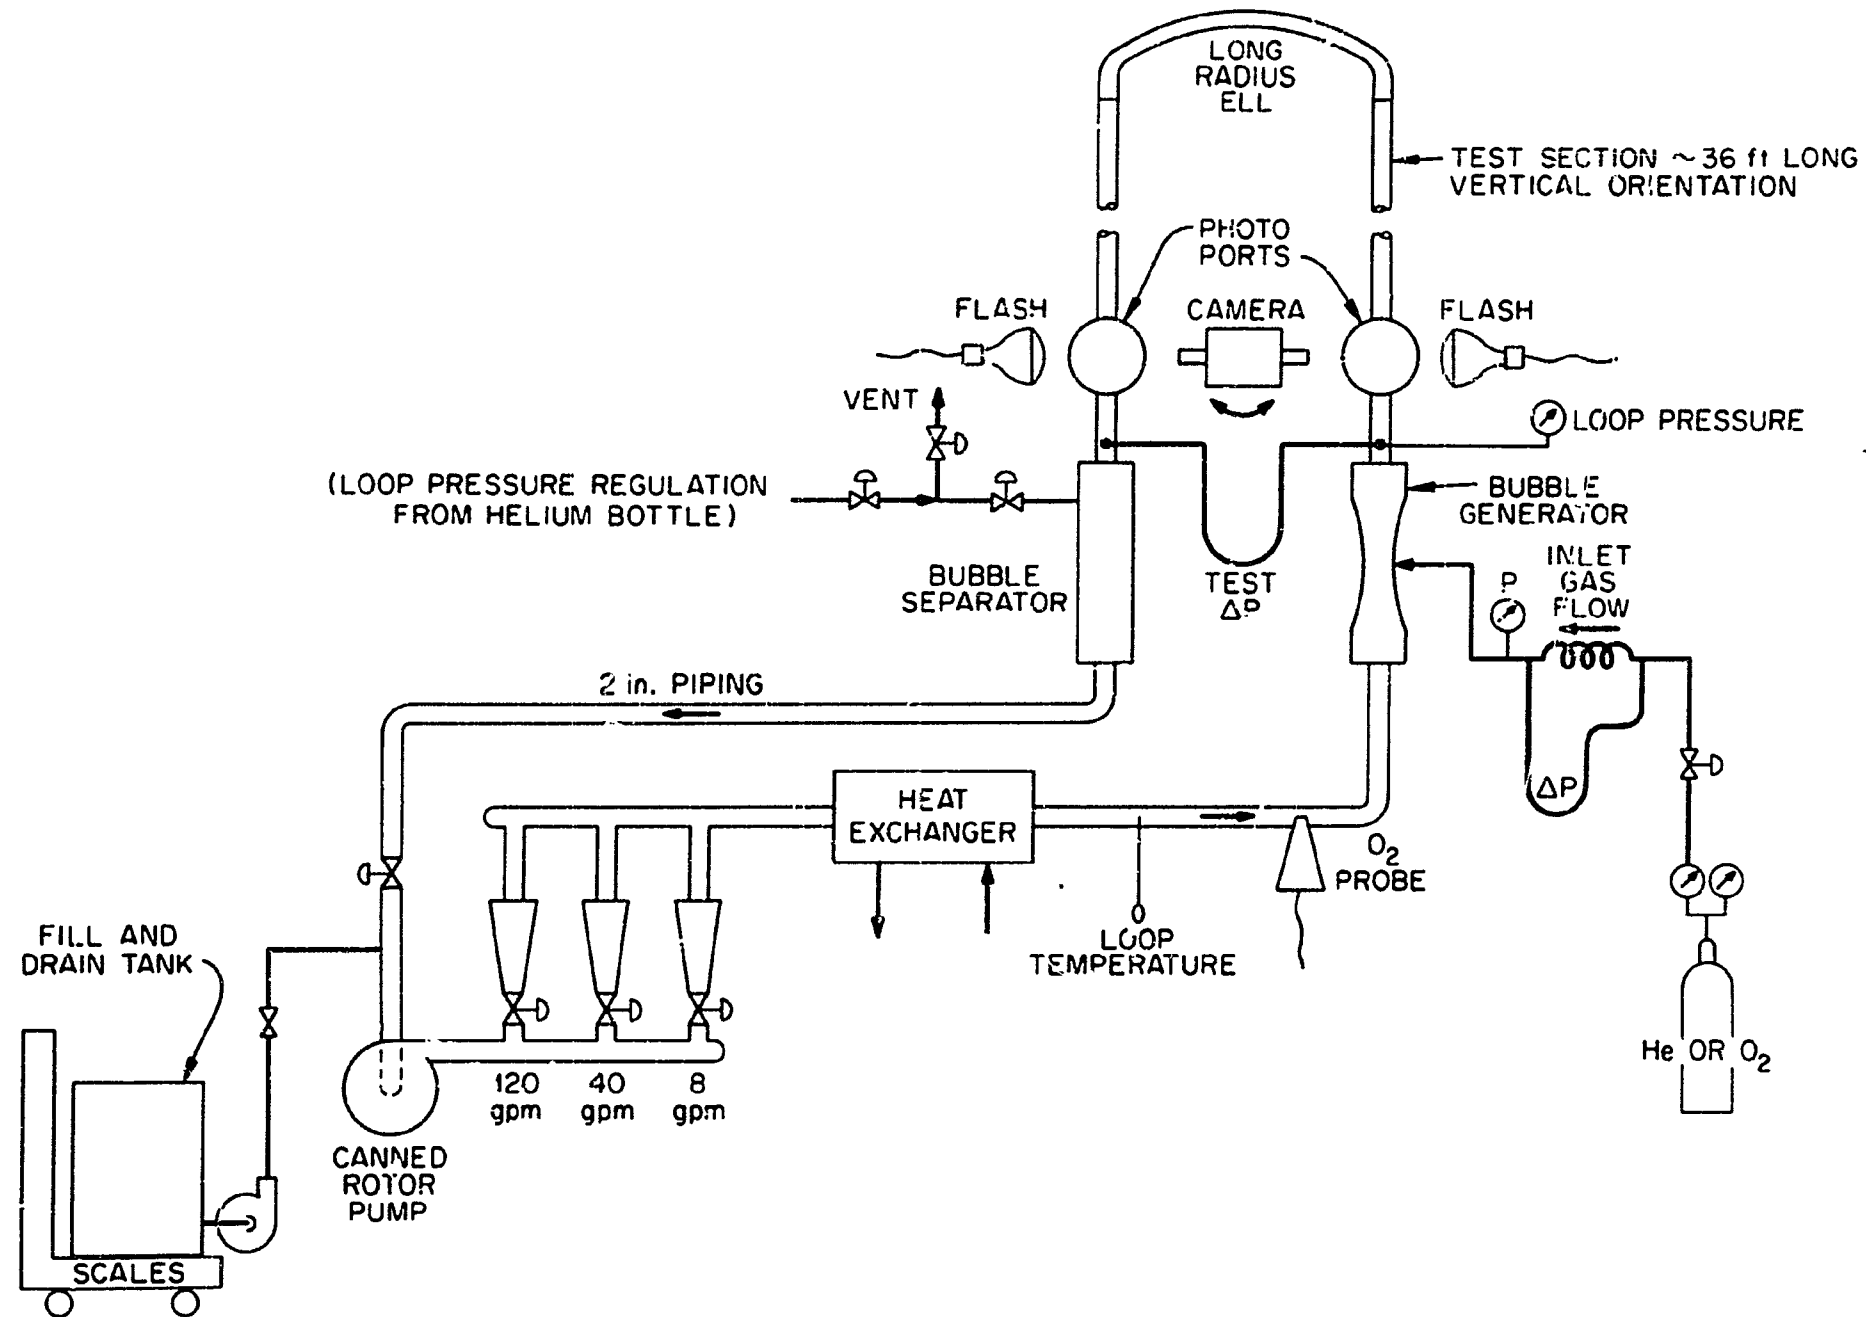 LONG
RADIUS
ELL
TEST SECTION ~36 ft LONG
VERTICAL ORIENTATION
PHOTO
PORTS
FLASH
CAMERA
FLASH
VENT
LOOP PRESSURE
(LOOP PRESSURE REGULATION
FROM HELIUM BOTTLE)
BUBBLE
GENERATOR
BUBBLE
SEPARATOR
TEST
ΔP
P
INLET
GAS
FLOW
2 in. PIPING
ΔP
HEAT
EXCHANGER
O2
PROBE
LOOP
TEMPERATURE
FILL AND
DRAIN TANK
He OR O2
120
gpm
40
gpm
8
gpm
CANNED
ROTOR
PUMP
SCALES